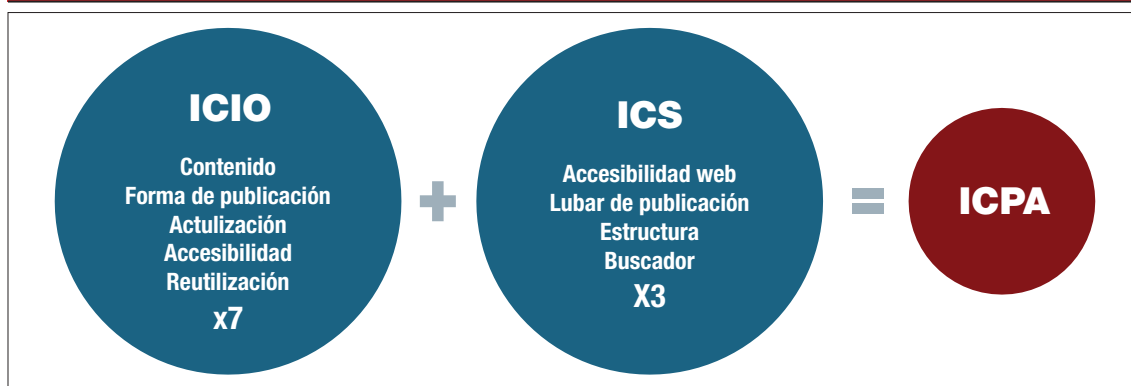 ICIO
Contenido
Forma de publicación
Actulización
Accesibilidad
Reutilización
x7
+
ICS
Accesibilidad web
Lubar de publicación
Estructura
Buscador
X3
=
ICPA